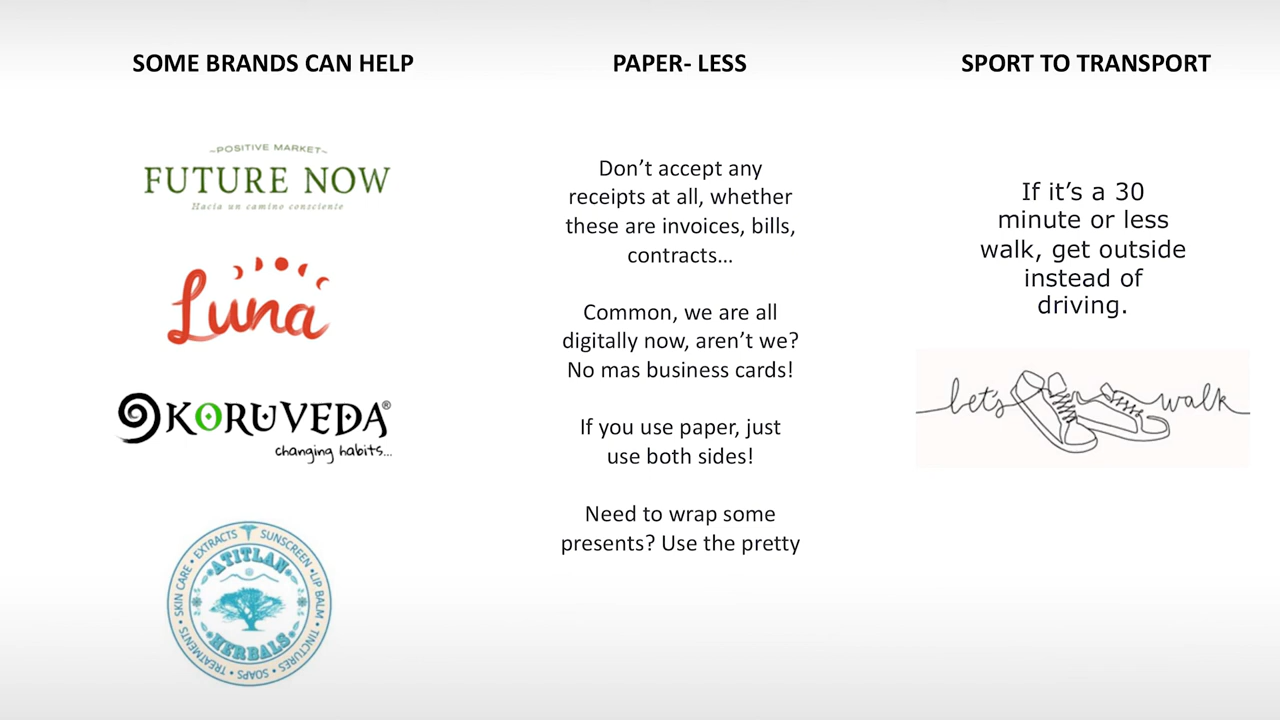 SOME BRANDS CAN HELP
~POSITIVE MARKET~
FUTURE NOW
Hacia un camino consciente
Luna
KORUVEDA®
changing habits...
EXTRACTS • SUNSCREEN • LIP BALM • TINCTURES • SOAPS • TREATMENTS • SKIN CARE •
ATITLAN
HERBALS
PAPER- LESS
Don’t accept any
receipts at all, whether
these are invoices, bills,
contracts…
Common, we are all
digitally now, aren’t we?
No mas business cards!
If you use paper, just
use both sides!
Need to wrap some
presents? Use the pretty
SPORT TO TRANSPORT
If it’s a 30
minute or less
walk, get outside
instead of
driving.
let's walk